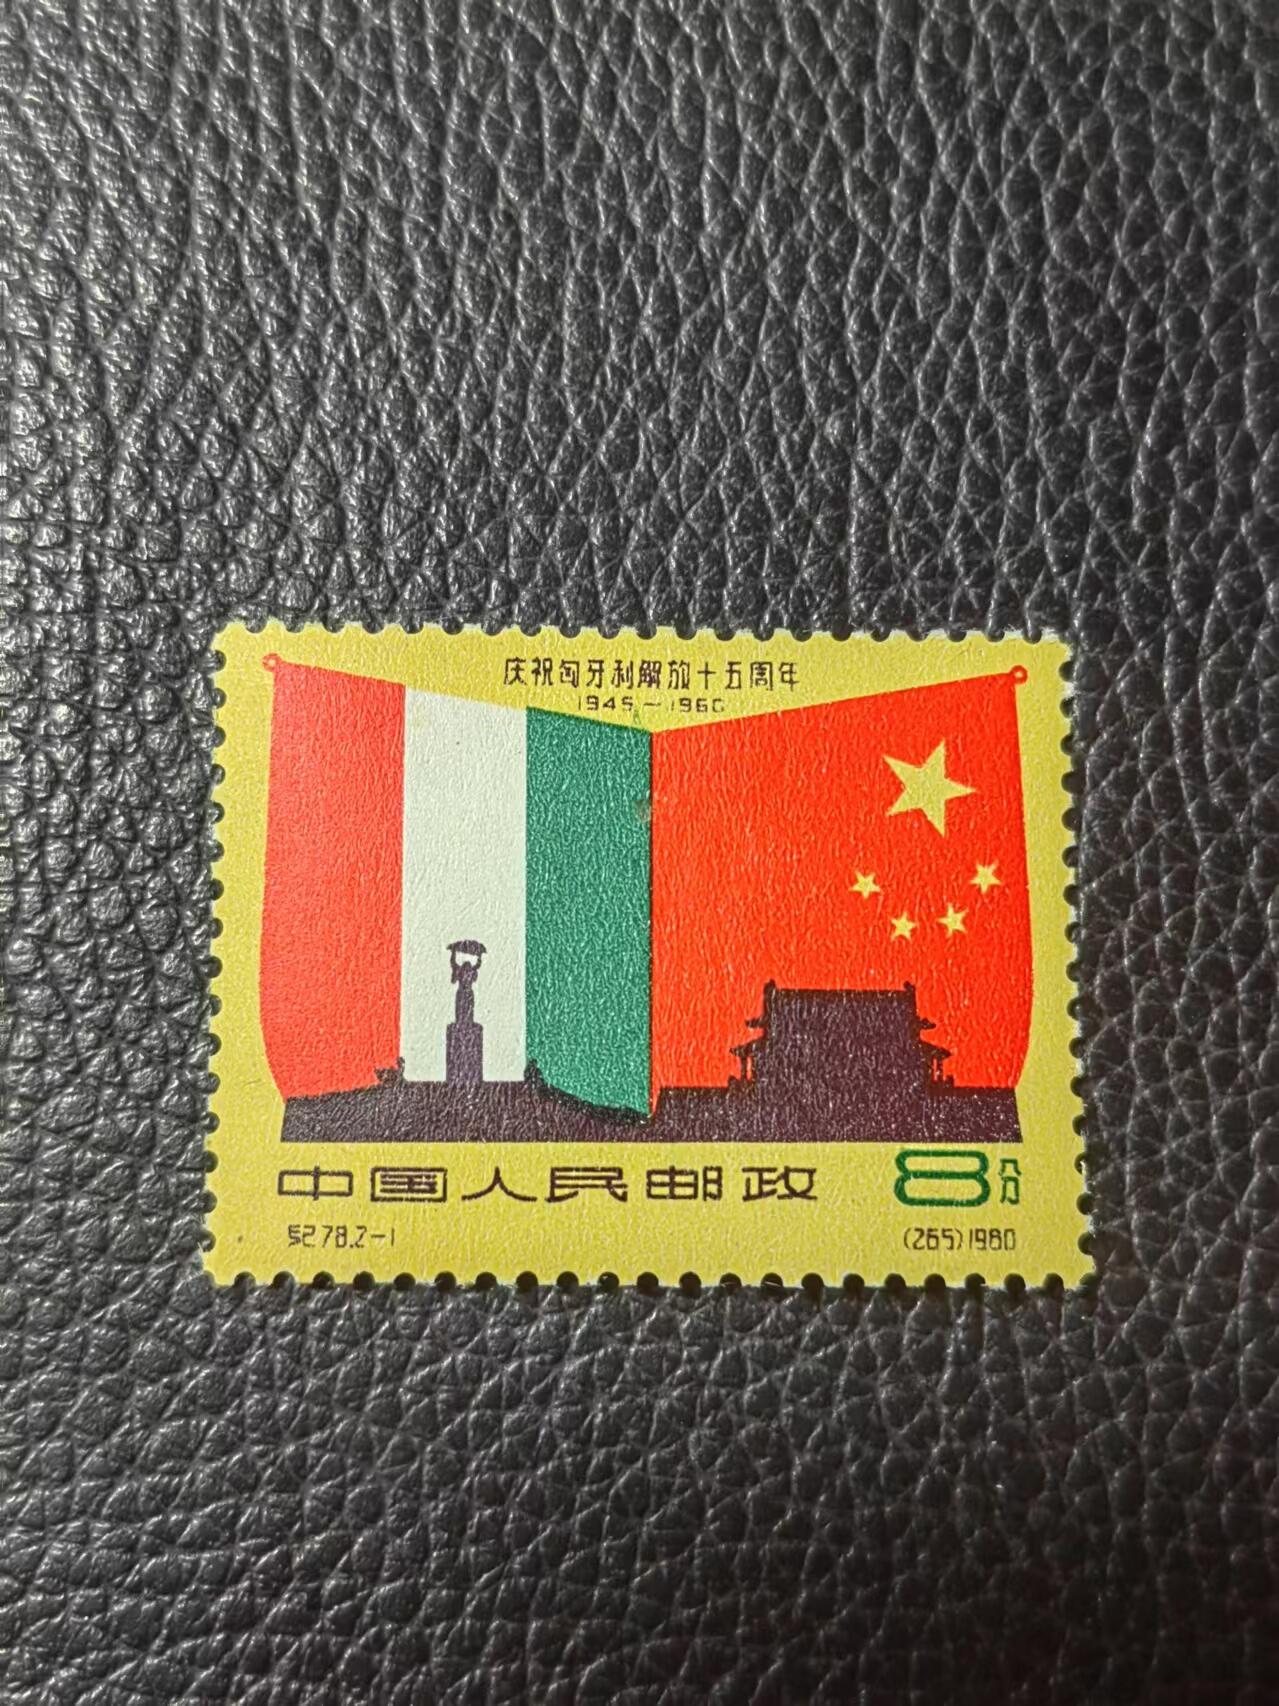 庆祝匈牙利解放十五周年
1945-1960
中国人民邮政 8分
纪78.2-1 (265)1960